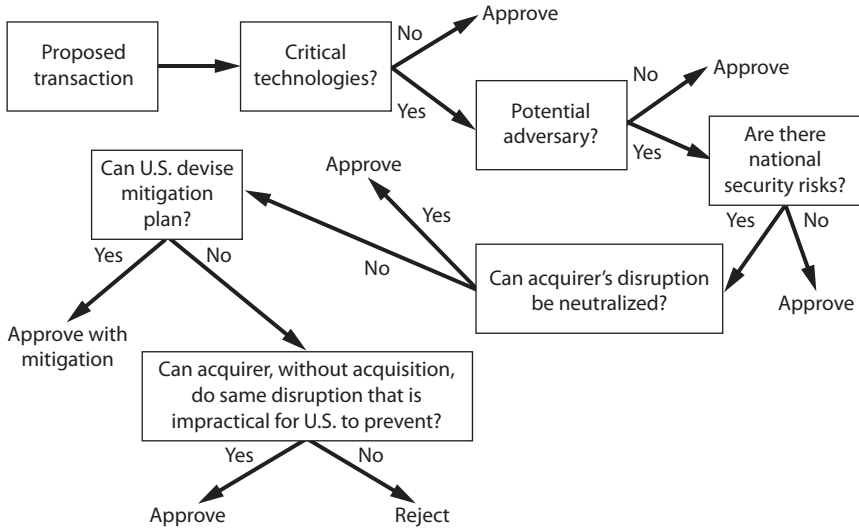 Proposed
transaction
Critical
technologies?
No
Approve
Yes
Potential
adversary?
No
Approve
Yes
Are there
national
security risks?
Yes
No
Approve
Can acquirer’s disruption
be neutralized?
Yes
Approve
No
Can U.S. devise
mitigation
plan?
Yes
No
Approve with
mitigation
Can acquirer, without acquisition,
do same disruption that is
impractical for U.S. to prevent?
Yes
No
Approve
Reject